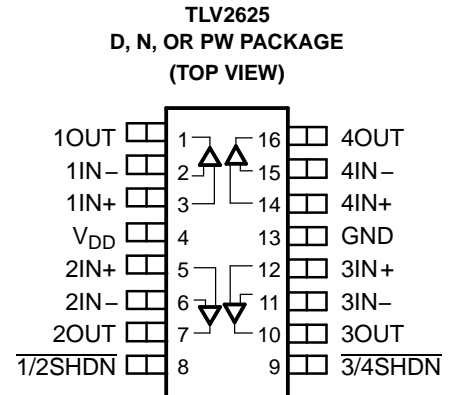 TLV2625
D, N, OR PW PACKAGE
(TOP VIEW)
1OUT 1 16 4OUT
1IN− 2 15 4IN−
1IN+ 3 14 4IN+
VDD 4 13 GND
2IN+ 5 12 3IN+
2IN− 6 11 3IN−
2OUT 7 10 3OUT
1/2SHDN 8 9 3/4SHDN